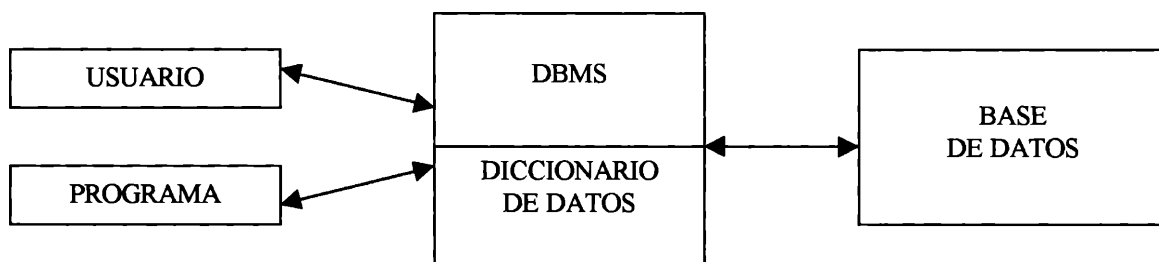 USUARIO
PROGRAMA
DBMS
DICCIONARIO
DE DATOS
BASE
DE DATOS